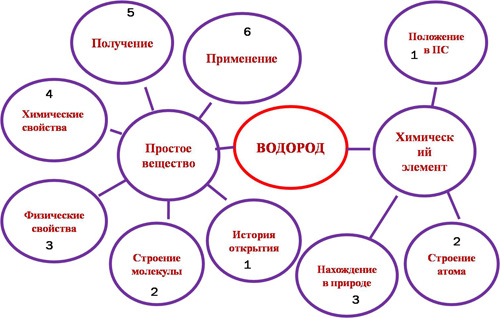 5
Получение
6
Применение
Положение
1 в ПС
4
Химические
свойства
Простое
вещество
ВОДОРОД
Химическ
ий
элемент
Физические
свойства
3
Строение
молекулы
2
История
открытия
1
Нахождение
в природе
3
2
Строение
атома